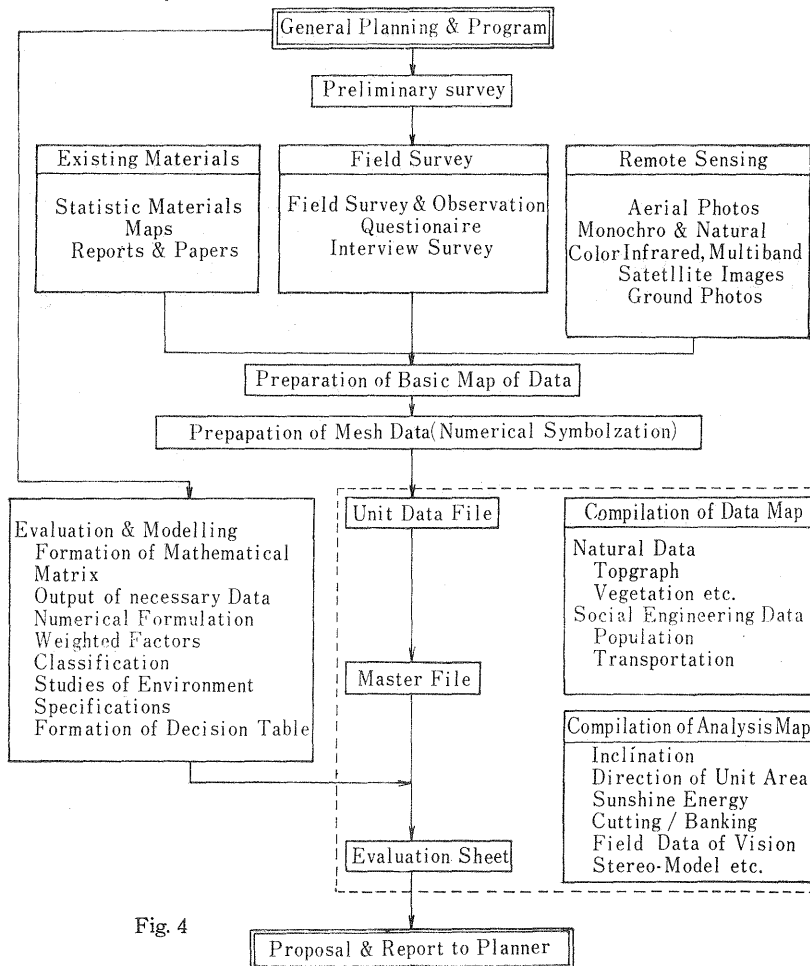 General Planning & Program
Preliminary survey
Existing Materials
Statistic Materials
Maps
Reports & Papers
Field Survey
Field Survey & Observation
Questionaire
Interview Survey
Remote Sensing
Aerial Photos
Monochro & Natural
Color Infrared, Multiband
Satetllite Images
Ground Photos
Preparation of Basic Map of Data
Prepapation of Mesh Data(Numerical Symbolzation)
Evaluation & Modelling
Formation of Mathematical
Matrix
Output of necessary Data
Numerical Formulation
Weighted Factors
Classification
Studies of Environment
Specifications
Formation of Decision Table
Unit Data File
Master File
Evaluation Sheet
Compilation of Data Map
Natural Data
Topgraph
Vegetation etc.
Social Engineering Data
Population
Transportation
Compilation of Analysis Map
Inclination
Direction of Unit Area
Sunshine Energy
Cutting / Banking
Field Data of Vision
Stereo-Model etc.
Fig. 4
Proposal & Report to Planner